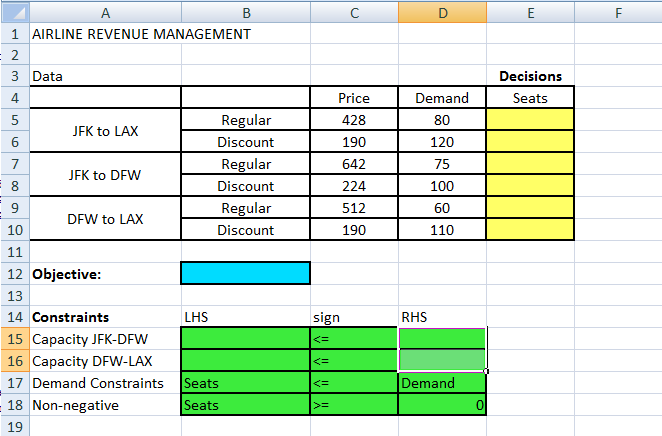 A B C D E F
1 AIRLINE REVENUE MANAGEMENT
2
3 Data Decisions
4 Price Demand Seats
5 JFK to LAX Regular 428 80
6 Discount 190 120
7 JFK to DFW Regular 642 75
8 Discount 224 100
9 DFW to LAX Regular 512 60
10 Discount 190 110
11
12 Objective:
13
14 Constraints LHS sign RHS
15 Capacity JFK-DFW <=
16 Capacity DFW-LAX <=
17 Demand Constraints Seats <= Demand
18 Non-negative Seats >= 0
19